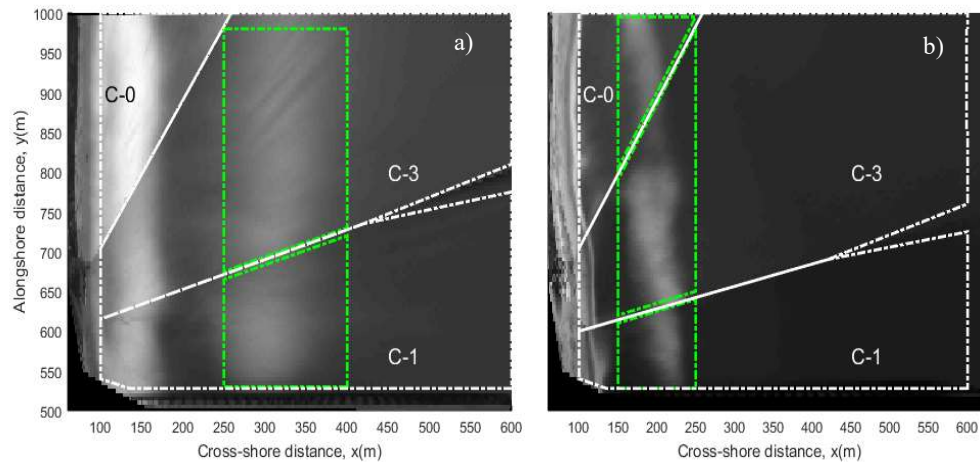 a)
b)
C-0
C-0
C-3
C-3
C-1
C-1
Alongshore distance, y(m)
1000
950
900
850
800
750
700
650
600
550
500
100 150 200 250 300 350 400 450 500 550 600
100 150 200 250 300 350 400 450 500 550 600
Cross-shore distance, x(m)
Cross-shore distance, x(m)